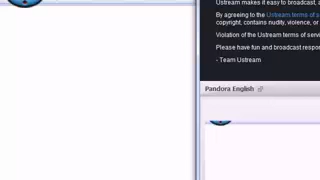 Ustream makes it easy to broadcast,
By agreeing to the Ustream terms of
copyright, contains nudity, violence, or
Violation of the Ustream terms of servi
Please have fun and broadcast respon
- Team Ustream
Pandora English